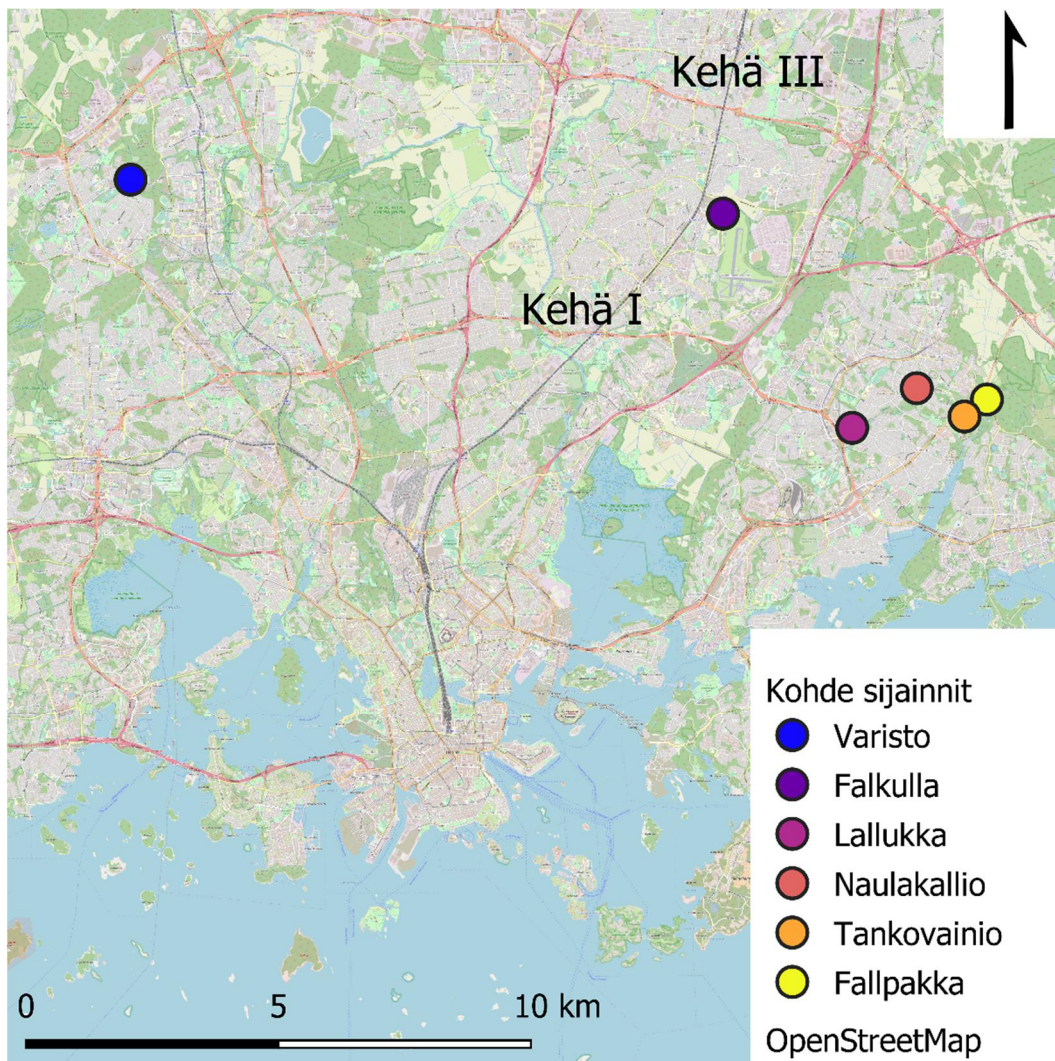 Kehä III
Kehä I
Kohde sijainnit
Varisto
Falkulla
Lallukka
Naulakallio
Tankovainio
Fallpakka
OpenStreetMap
0 5 10 km